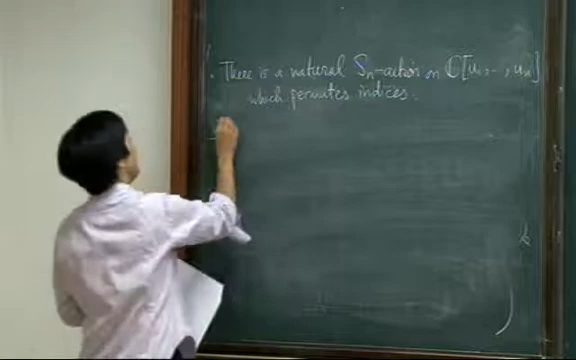 . There is a natural Sn-action on ℂ[u1, --, un]
which permutes indices.